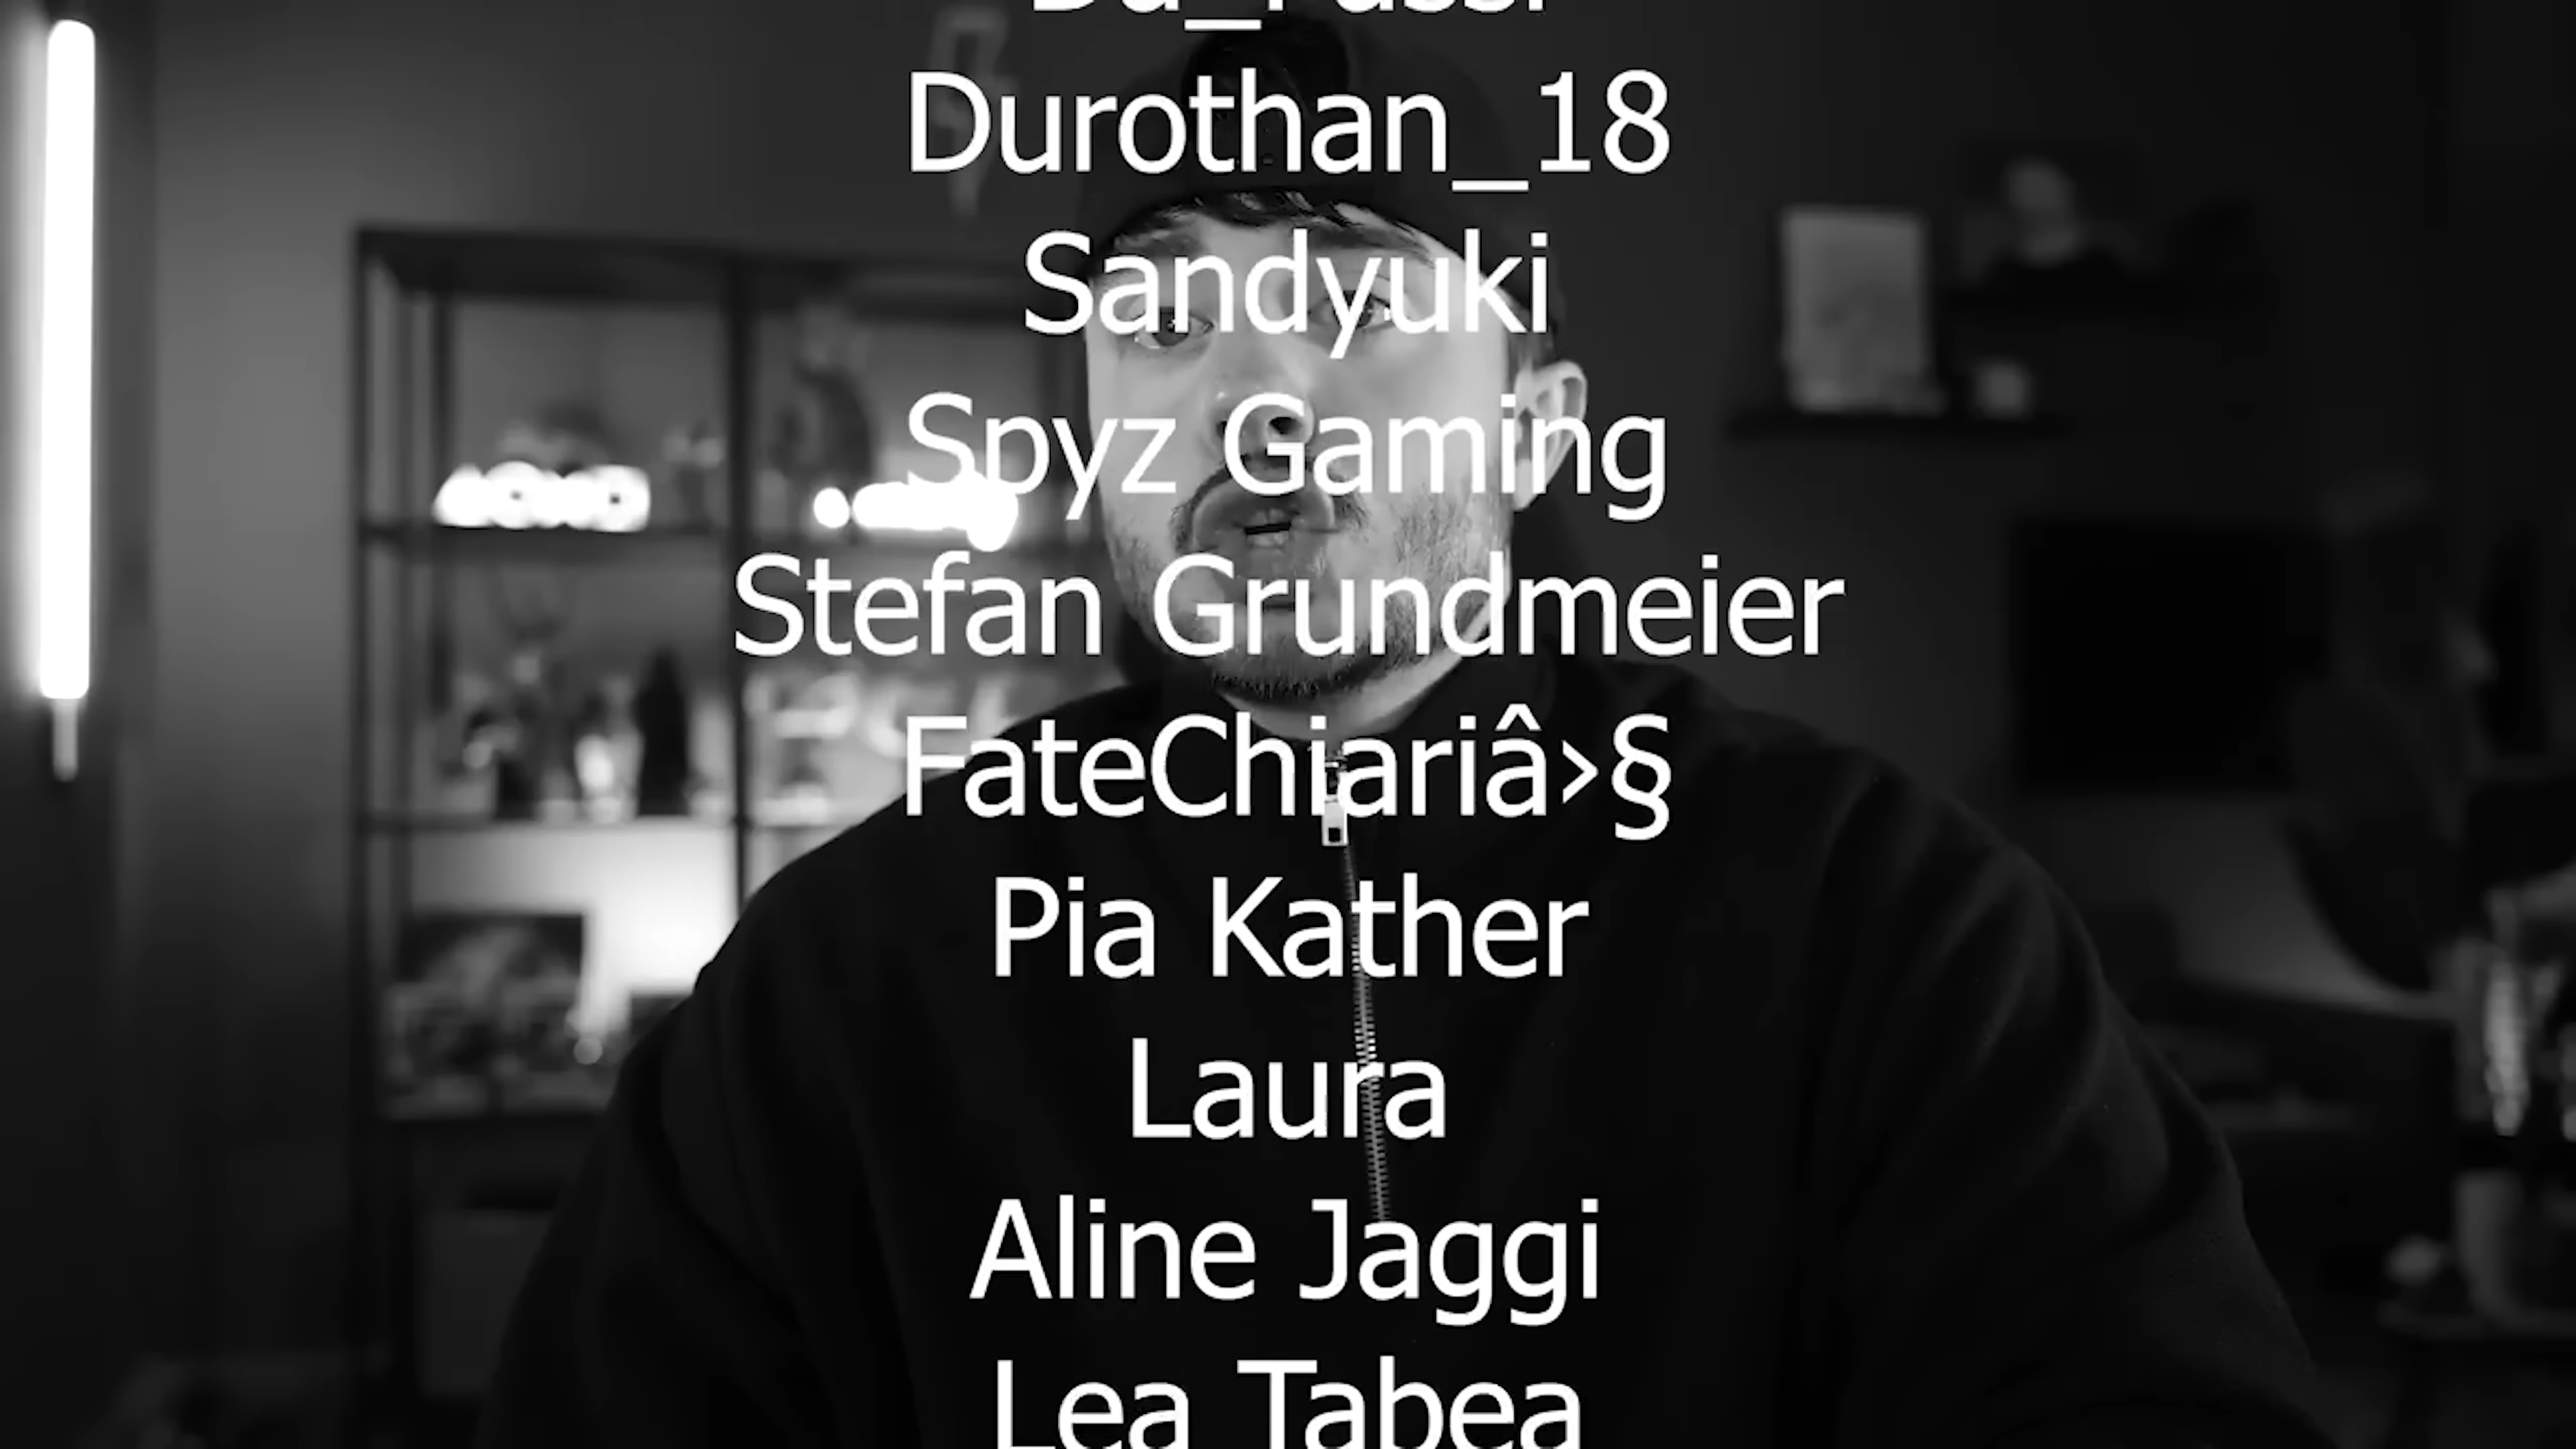 Durothan_18
Sandyuki
Spyz Gaming
Stefan Grundmeier
FateChiariâ›§
Pia Kather
Laura
Aline Jaggi
Lea Tabea